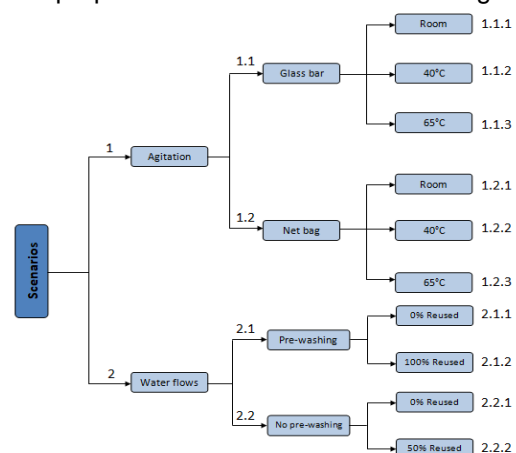 Room 1.1.1
1.1
Glass bar 40°C 1.1.2
65°C 1.1.3
1
Agitation
Room 1.2.1
1.2
Net bag 40°C 1.2.2
65°C 1.2.3
Scenarios
0% Reused 2.1.1
2.1
Pre-washing
100% Reused 2.1.2
2
Water flows
0% Reused 2.2.1
2.2
No pre-washing
50% Reused 2.2.2